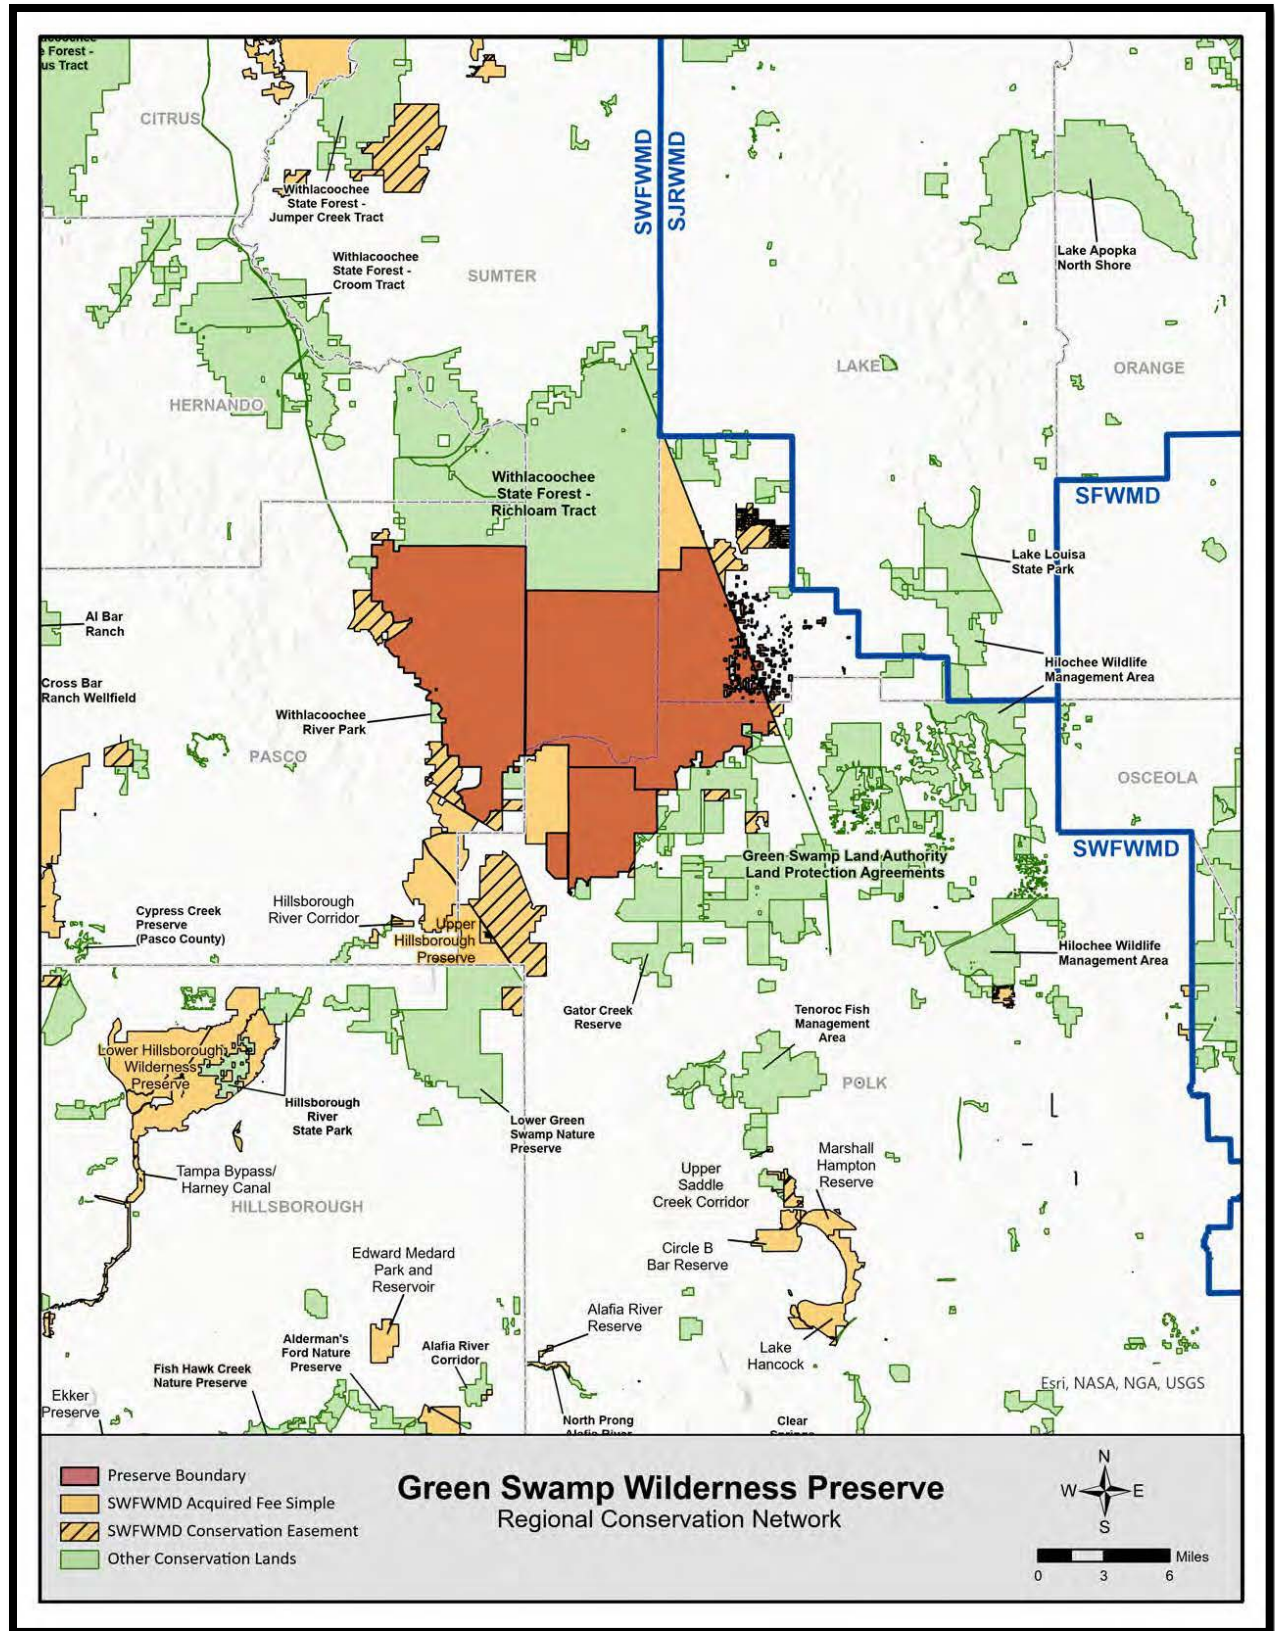 e Forest -
us Tract
CITRUS
Withlacoochee
State Forest -
Jumper Creek Tract
SWFWMD
SJRWMD
Lake Apopka
North Shore
Withlacoochee
State Forest -
Croom Tract
SUMTER
LAKE
ORANGE
HERNANDO
Withlacoochee
State Forest -
Richloam Tract
SFWMD
Lake Louisa
State Park
Al Bar
Ranch
Hilochee Wildlife
Management Area
Cross Bar
Ranch Wellfield
Withlacoochee
River Park
PASCO
OSCEOLA
SWFWMD
Green Swamp Land Authority
Land Protection Agreements
Hillsborough
River Corridor
Cypress Creek
Preserve
(Pasco County)
Upper
Hillsborough
Preserve
Hilochee Wildlife
Management Area
Gator Creek
Reserve
Tenoroc Fish
Management
Area
Lower Hillsborough
Wilderness
Preserve
POLK
Hillsborough
River
State Park
Lower Green
Swamp Nature
Preserve
Tampa Bypass/
Harney Canal
Upper
Saddle
Creek Corridor
Marshall
Hampton
Reserve
HILLSBOROUGH
Circle B
Bar Reserve
Edward Medard
Park and
Reservoir
Alafia River
Reserve
Alderman's
Ford Nature
Preserve
Alafia River
Corridor
Lake
Hancock
Fish Hawk Creek
Nature Preserve
Esri, NASA, NGA, USGS
Ekker
Preserve
North Prong
Alafia River
Clear
Springs
Preserve Boundary
SWFWMD Acquired Fee Simple
SWFWMD Conservation Easement
Other Conservation Lands
Green Swamp Wilderness Preserve
Regional Conservation Network
N
W E
S
Miles
0 3 6